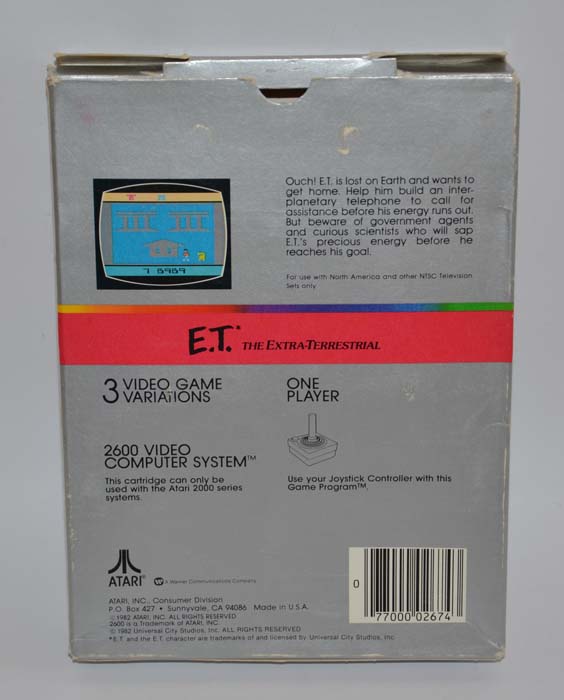 Ouch! E.T. is lost on Earth and wants to
get home. Help him build an inter-
planetary telephone to call for
assistance before his energy runs out.
But beware of government agents
and curious scientists who will sap
E.T.'s precious energy before he
reaches his goal.
For use with North America and other NTSC Television
Sets only
7 8989
E.T. THE EXTRA-TERRESTRIAL
3 VIDEO GAME
VARIATIONS
ONE
PLAYER
2600 VIDEO
COMPUTER SYSTEM™
This cartridge can only be
used with the Atari 2000 series
systems.
Use your Joystick Controller with this
Game Program™.
ATARI®
A Warner Communications Company
ATARI, INC., Consumer Division
P.O. Box 427 • Sunnyvale, CA 94086 Made in U.S.A.
© 1982 ATARI, INC. ALL RIGHTS RESERVED
2600 is a Trademark of ATARI, INC.
© 1982 Universal City Studios, Inc. ALL RIGHTS RESERVED
*E.T. and the E.T. character are trademarks of and licensed by Universal City Studios, Inc.
0 77000 02674